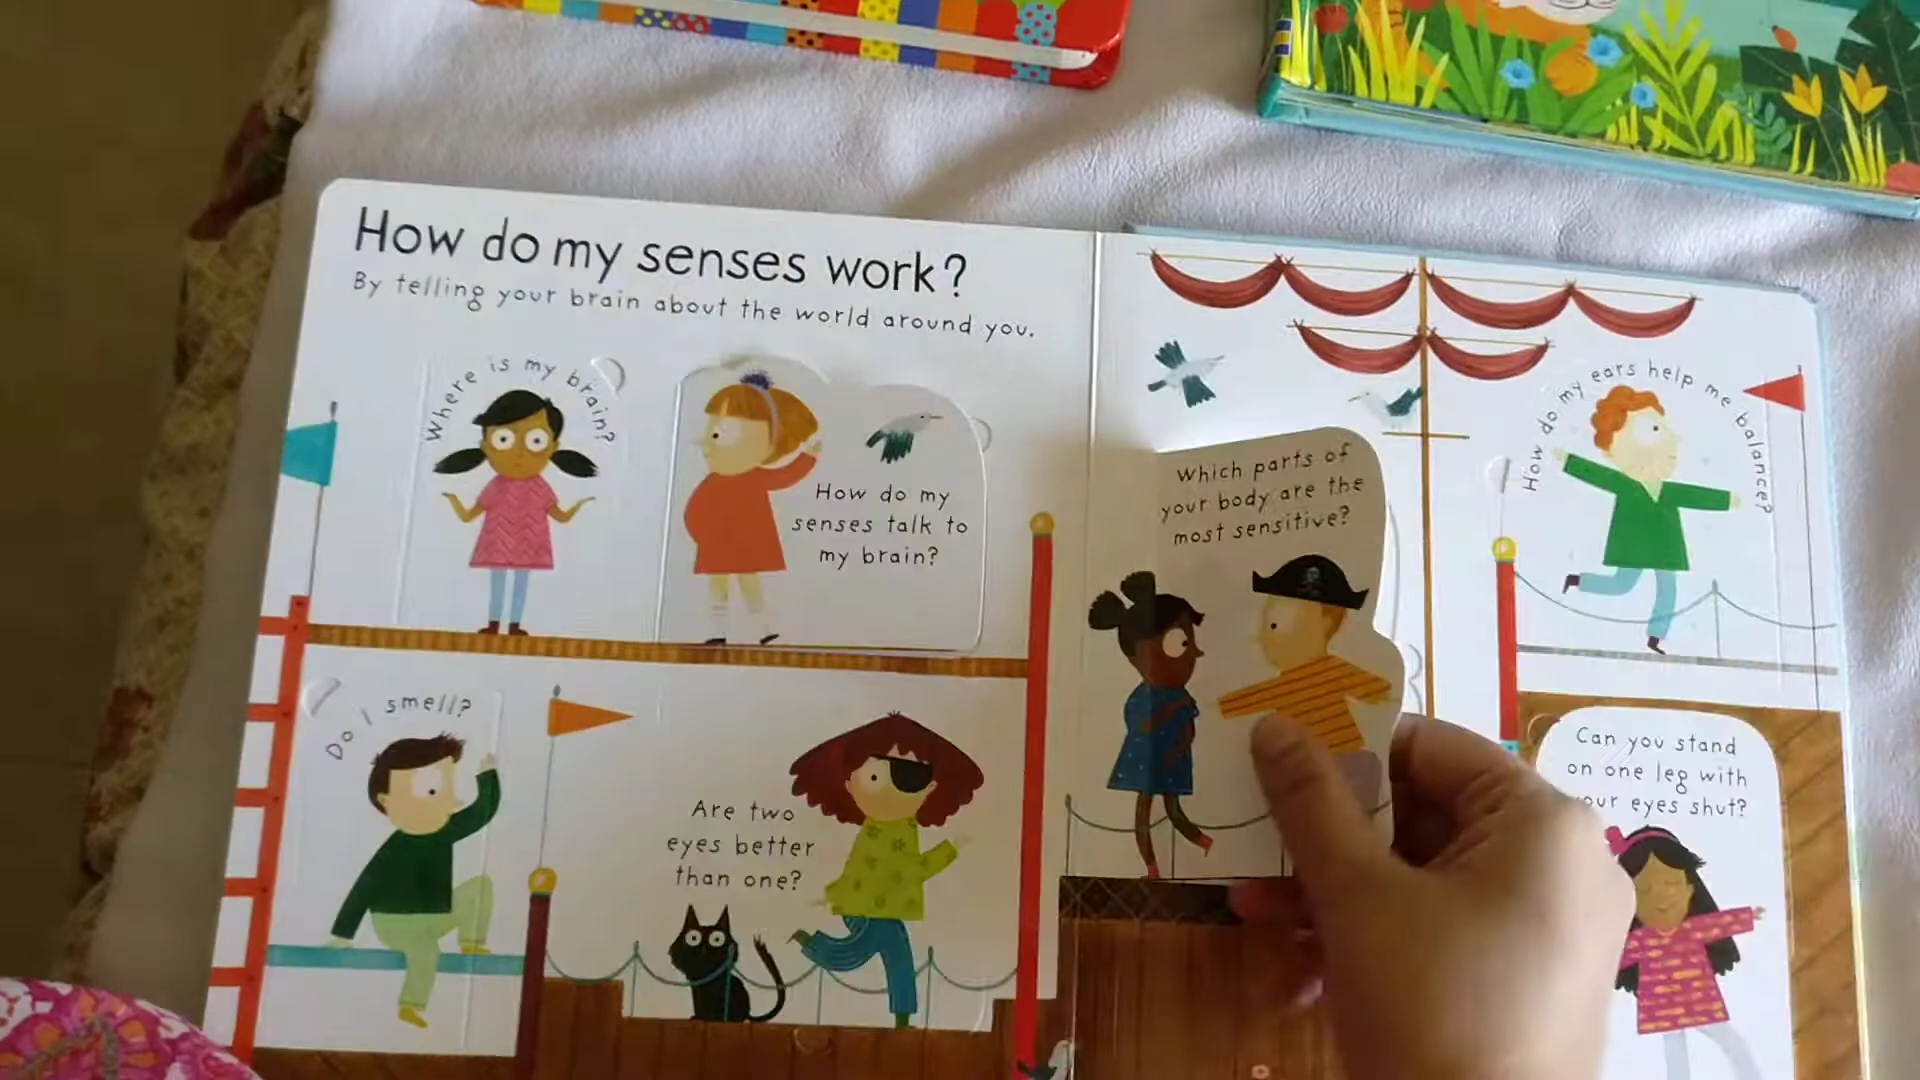 How do my senses work?
By telling your brain about the world around you.
Where is my brain?
How do my
senses talk to
my brain?
Do I smell?
Are two
eyes better
than one?
Which parts of
your body are the
most sensitive?
How do my ears help me balance?
Can you stand
on one leg with
your eyes shut?